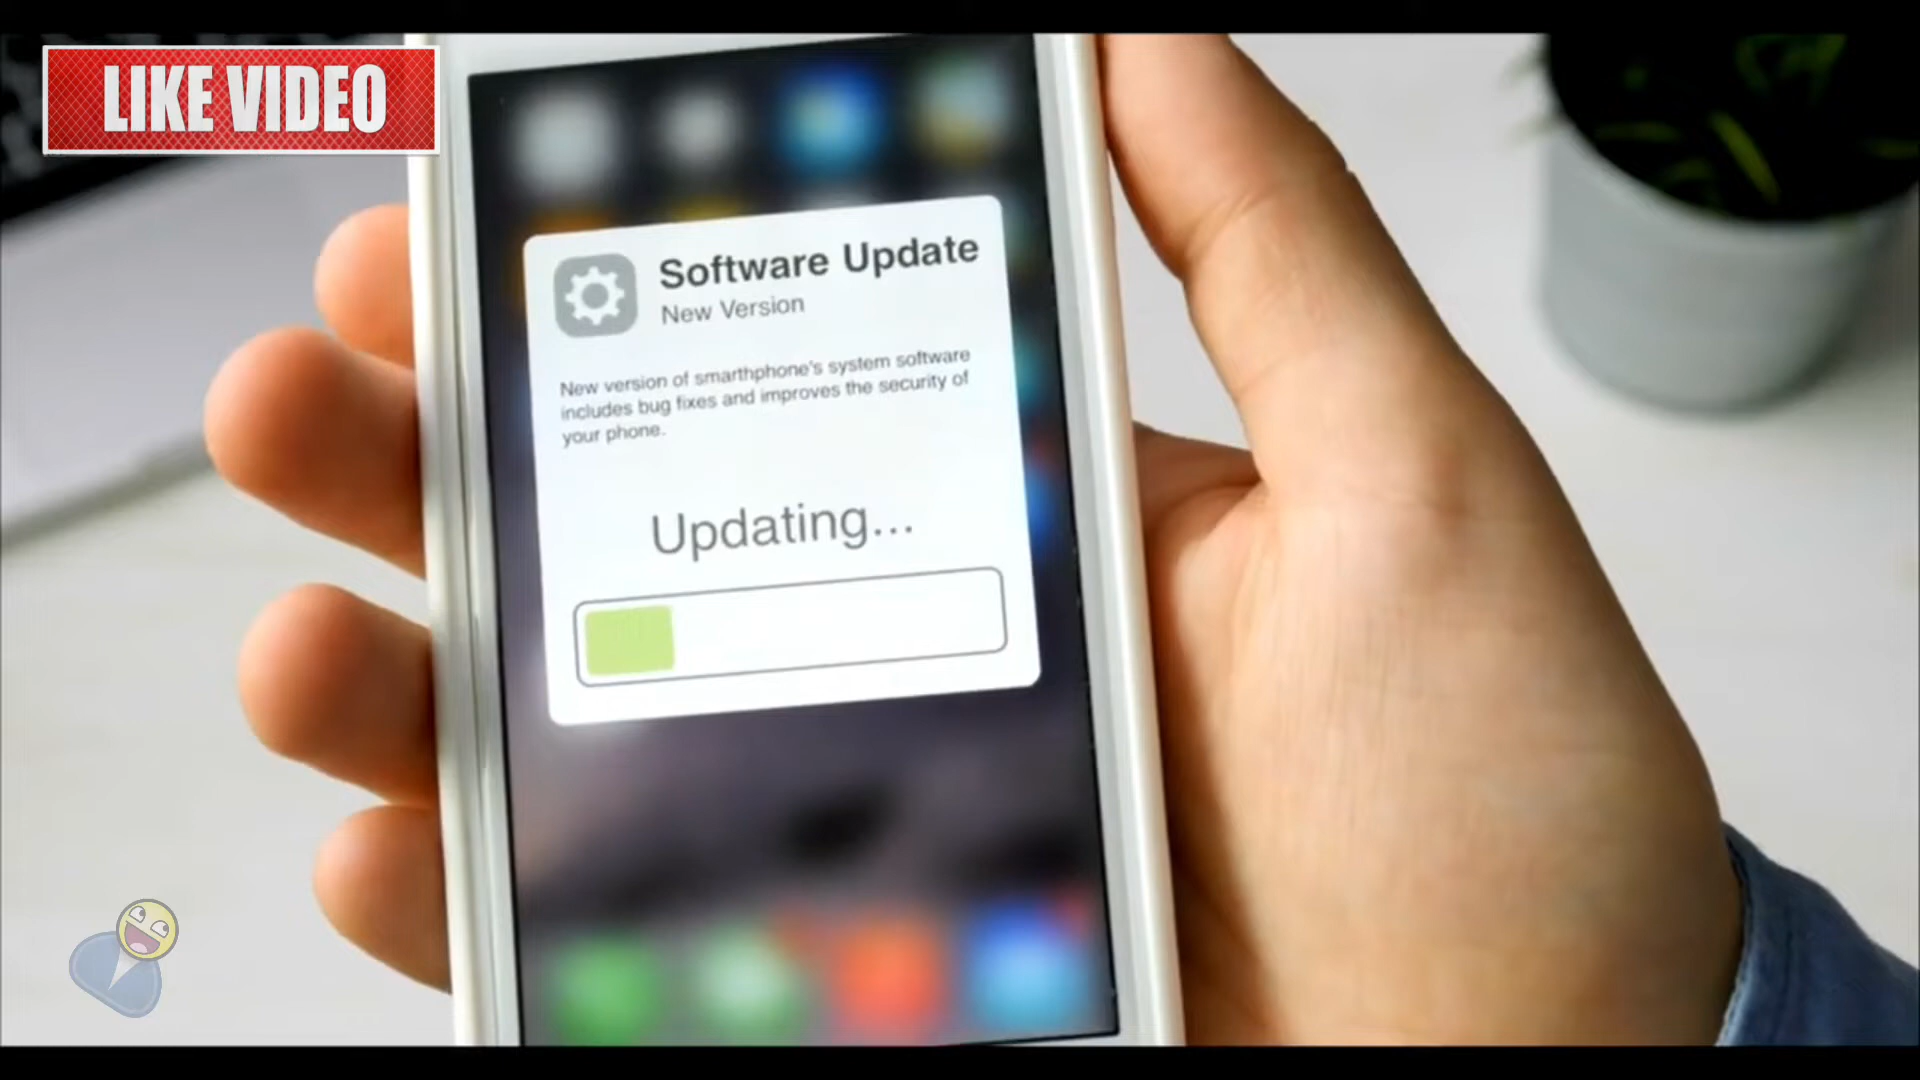 LIKE VIDEO
Software Update
New Version
New version of smarthphone's system software
includes bug fixes and improves the security of
your phone.
Updating...